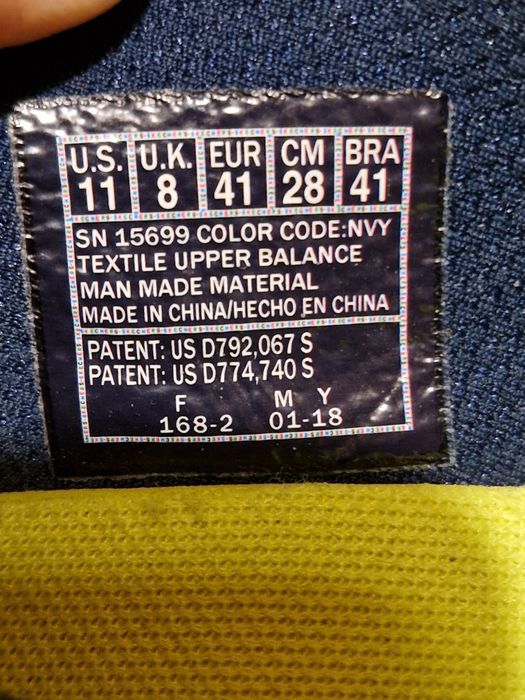 U.S. U.K. EUR CM BRA
11 8 41 28 41
SN 15699 COLOR CODE:NVY
TEXTILE UPPER BALANCE
MAN MADE MATERIAL
MADE IN CHINA/HECHO EN CHINA
PATENT: US D792,067 S
PATENT: US D774,740 S
F M Y
168-2 01-18